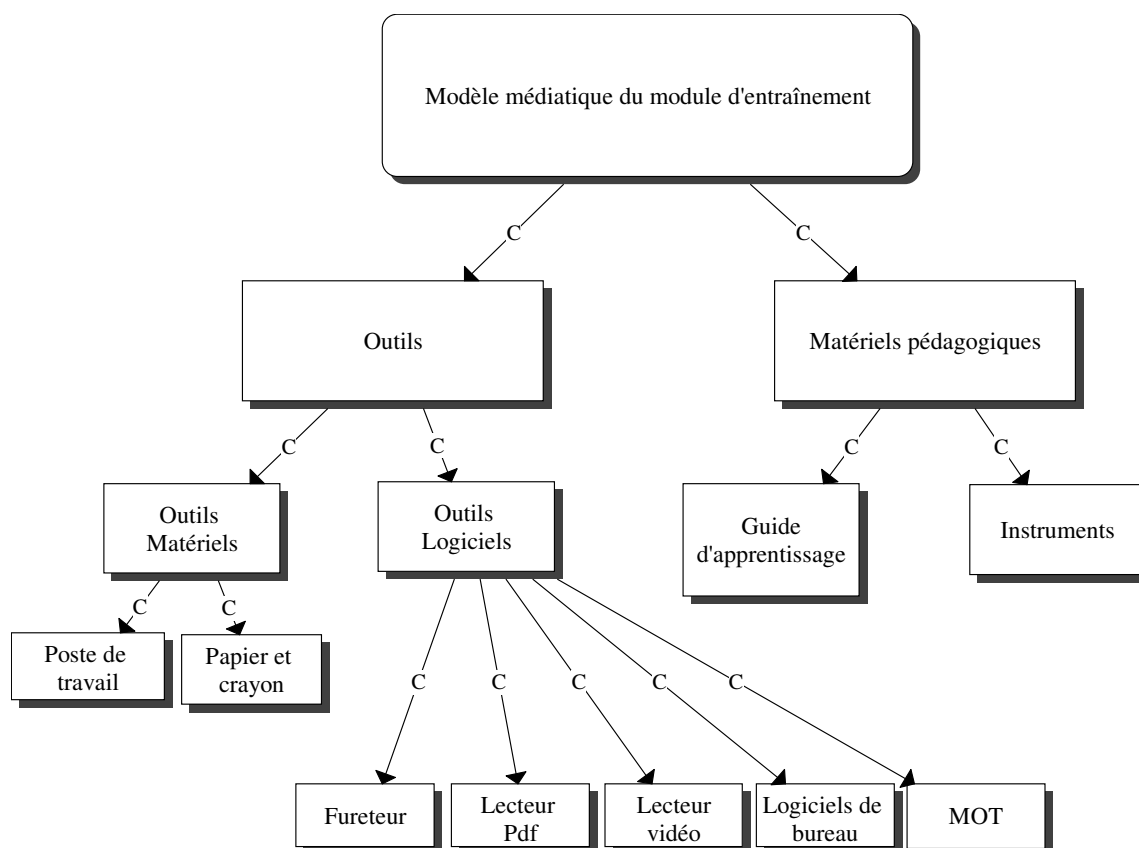 Modèle médiatique du module d'entraînement
C
C
Outils
Matériels pédagogiques
C
C
C
C
Outils
Matériels
Outils
Logiciels
Guide
d'apprentissage
Instruments
C
C
Poste de
travail
Papier et
crayon
C
C
C
C
C
Fureteur
Lecteur
Pdf
Lecteur
vidéo
Logiciels de
bureau
MOT